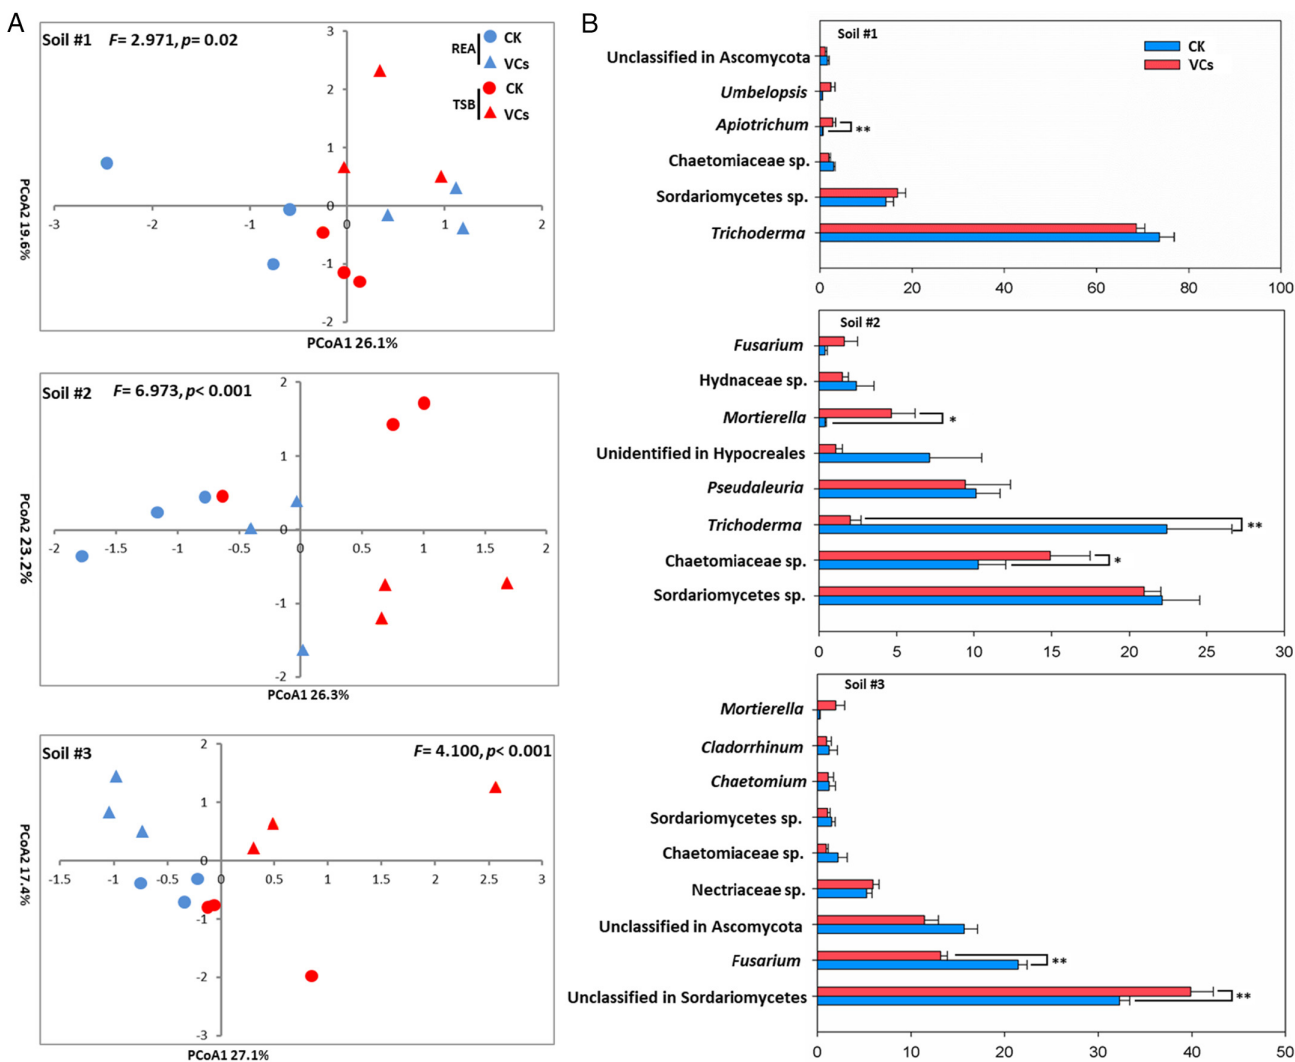 A
Soil #1 F= 2.971, p= 0.02
REA
CK
VCs
TSB
CK
VCs
3
2
1
0
-1
-2
-3 -2 -1 0 1 2
PCoA2 19.6%
PCoA1 26.1%
Soil #2 F= 6.973, p< 0.001
2
1
0
-1
-2
-2 -1.5 -1 -0.5 0 0.5 1 1.5 2
PCoA2 23.2%
PCoA1 26.3%
Soil #3 F= 4.100, p< 0.001
2
1
0
-1
-2
-3
-1.5 -1 -0.5 0 0.5 1 1.5 2 2.5 3
PCoA2 17.4%
PCoA1 27.1%
B
Soil #1
CK
VCs
Unclassified in Ascomycota
Umbelopsis
Apiotrichum **
Chaetomiaceae sp.
Sordariomycetes sp.
Trichoderma
0 20 40 60 80 100
Soil #2
Fusarium
Hydnaceae sp.
Mortierella *
Unidentified in Hypocreales
Pseudaleuria
Trichoderma **
Chaetomiaceae sp. *
Sordariomycetes sp.
0 5 10 15 20 25 30
Soil #3
Mortierella
Cladorrhinum
Chaetomium
Sordariomycetes sp.
Chaetomiaceae sp.
Nectriaceae sp.
Unclassified in Ascomycota
Fusarium **
Unclassified in Sordariomycetes **
0 10 20 30 40 50